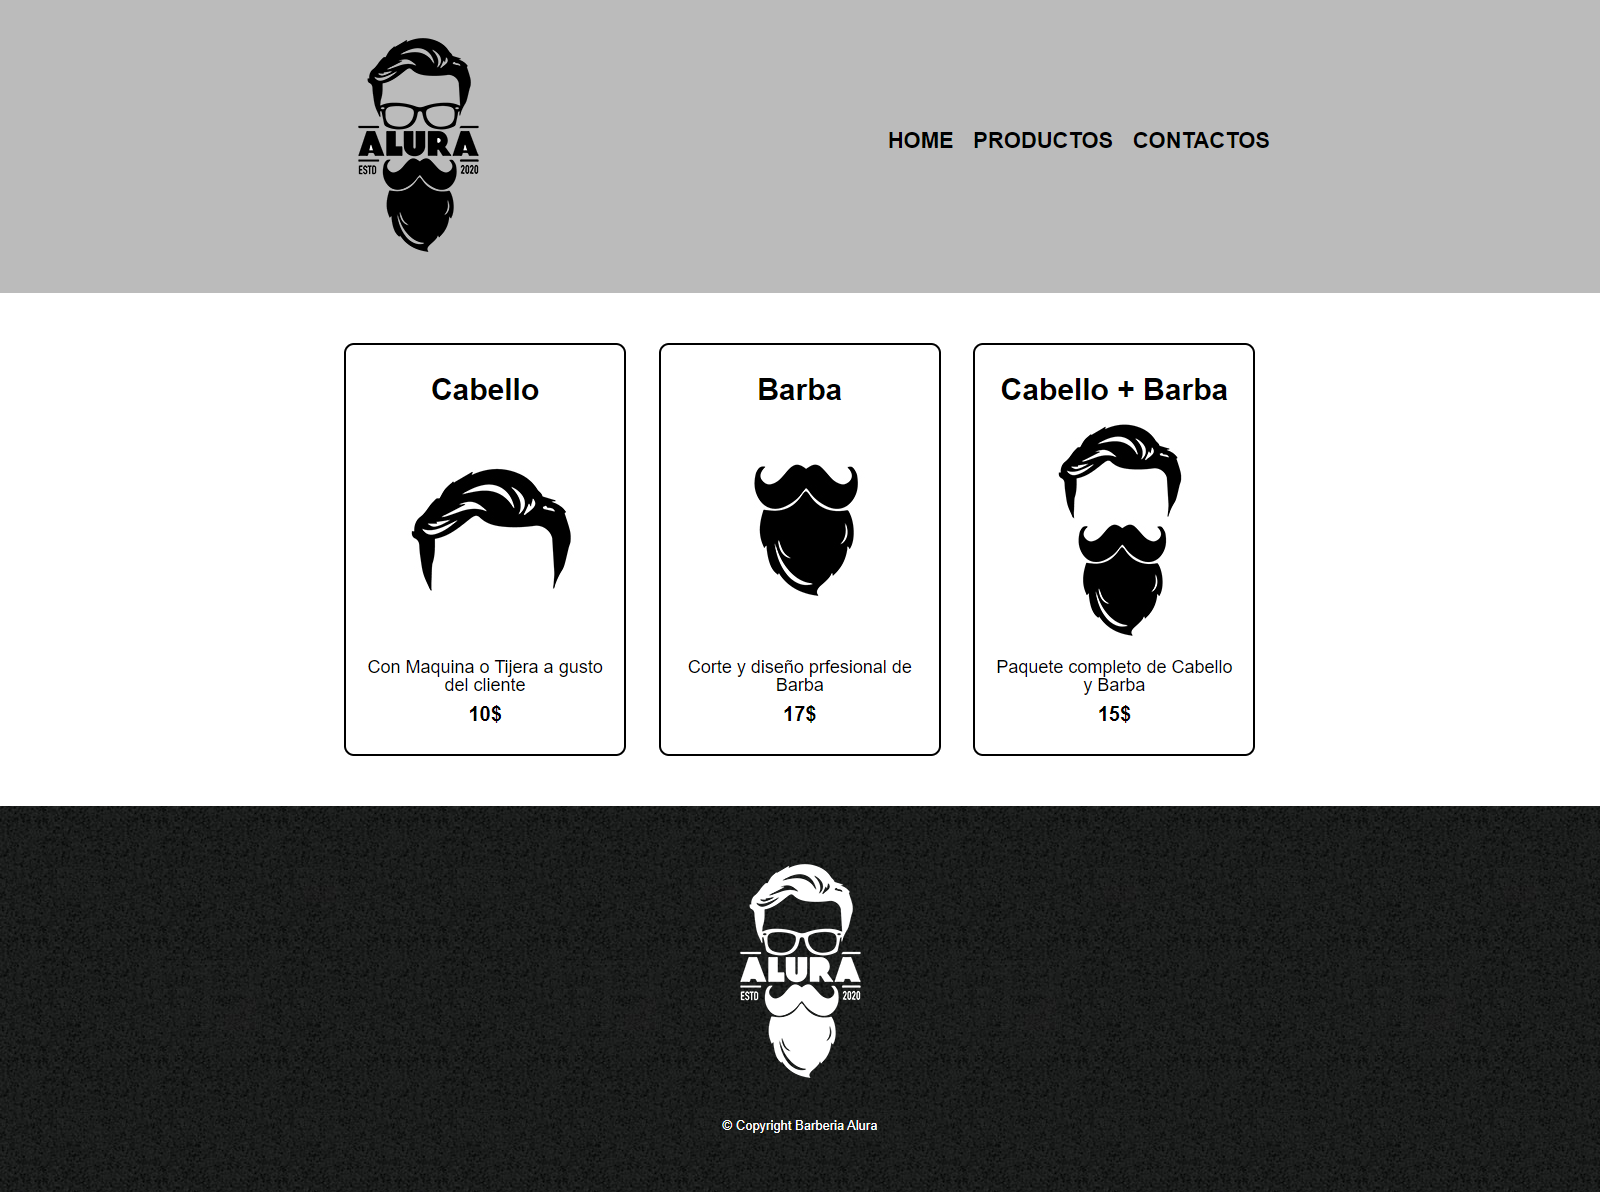 ALURA
ESTD 2020
HOME PRODUCTOS CONTACTOS
Cabello
Con Maquina o Tijera a gusto
del cliente
10$
Barba
Corte y diseño prfesional de
Barba
17$
Cabello + Barba
Paquete completo de Cabello
y Barba
15$
ALURA
ESTD 2020
© Copyright Barberia Alura